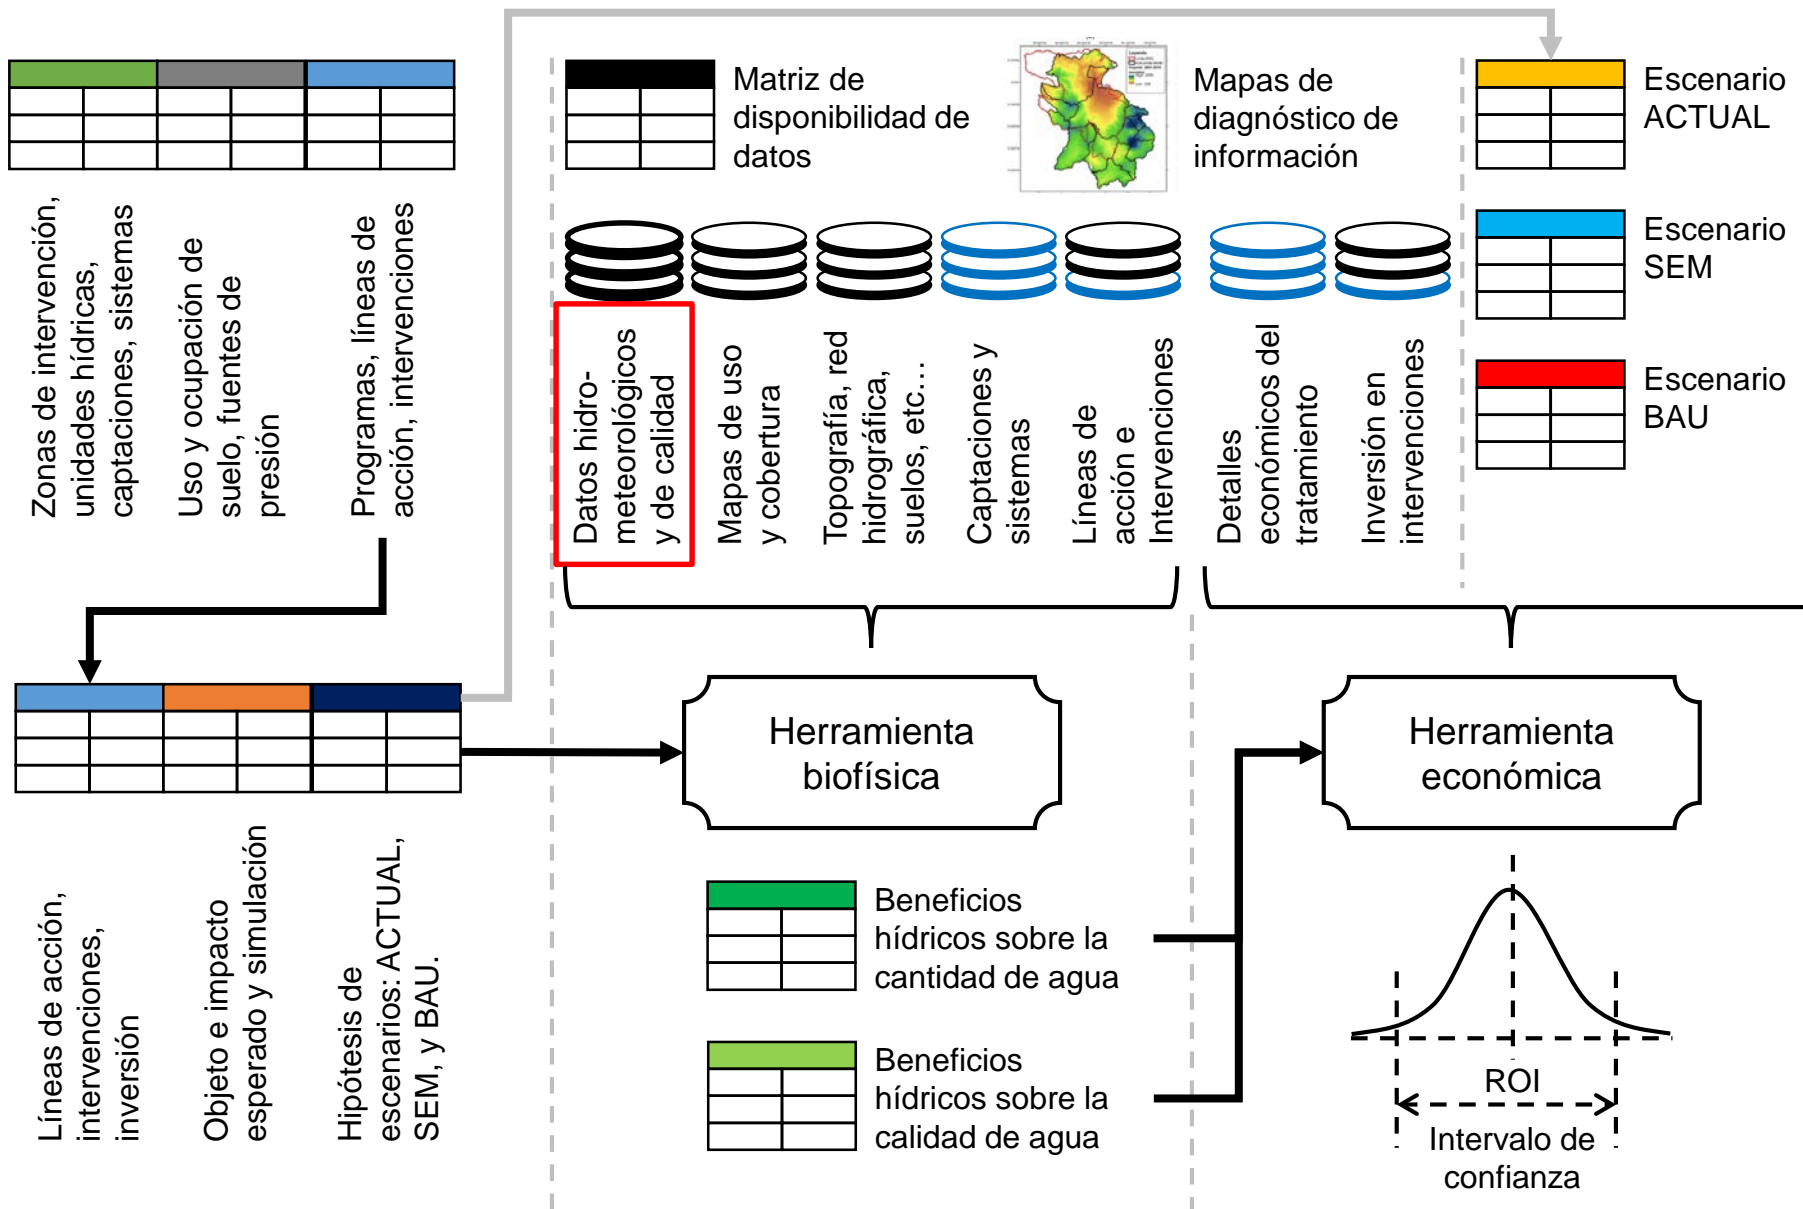 Zonas de intervención,
unidades hídricas,
captaciones, sistemas
Uso y ocupación de
suelo, fuentes de
presión
Programas, líneas de
acción, intervenciones
Matriz de
disponibilidad de
datos
Mapas de
diagnóstico de
información
Escenario
ACTUAL
Escenario
SEM
Escenario
BAU
Datos hidro-
meteorológicos
y de calidad
Mapas de uso
y cobertura
Topografía, red
hidrográfica,
suelos, etc…
Captaciones y
sistemas
Líneas de
acción e
Intervenciones
Detalles
económicos del
tratamiento
Inversión en
intervenciones
Herramienta
biofísica
Herramienta
económica
Líneas de acción,
intervenciones,
inversión
Objeto e impacto
esperado y simulación
Hipótesis de
escenarios: ACTUAL,
SEM, y BAU.
Beneficios
hídricos sobre la
cantidad de agua
Beneficios
hídricos sobre la
calidad de agua
ROI
Intervalo de
confianza